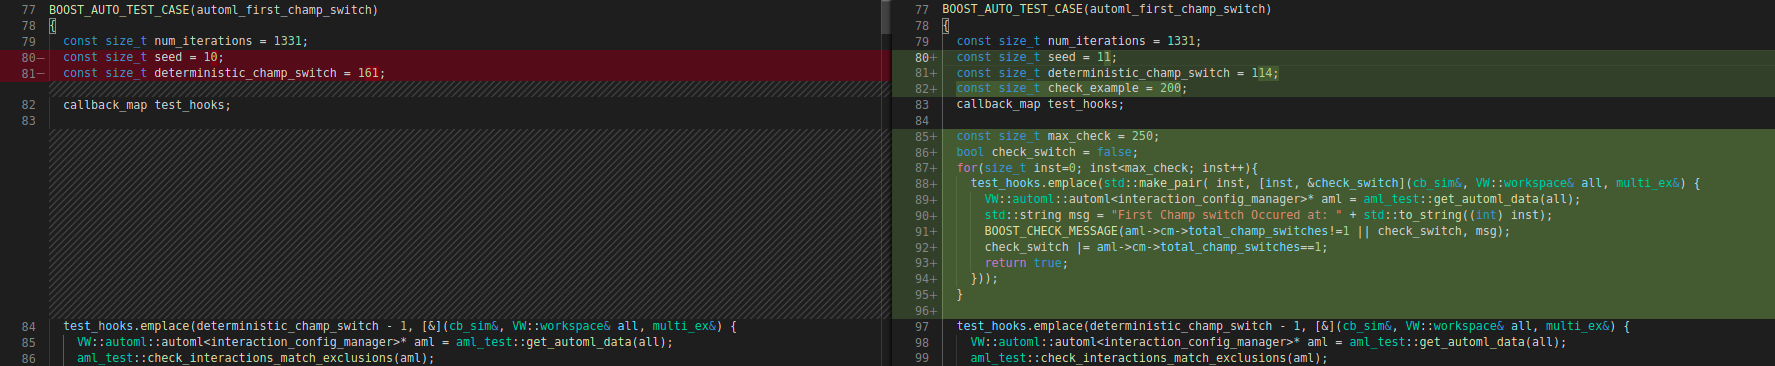 77 BOOST_AUTO_TEST_CASE(automl_first_champ_switch)
78 {
79 const size_t num_iterations = 1331;
80— const size_t seed = 10;
81— const size_t deterministic_champ_switch = 161;
82 callback_map test_hooks;
83
84 test_hooks.emplace(deterministic_champ_switch - 1, [&](cb_sim&, VW::workspace& all, multi_ex&) {
85 VW::automl::automl<interaction_config_manager>* aml = aml_test::get_automl_data(all);
86 aml_test::check_interactions_match_exclusions(aml);
77 BOOST_AUTO_TEST_CASE(automl_first_champ_switch)
78 {
79 const size_t num_iterations = 1331;
80+ const size_t seed = 11;
81+ const size_t deterministic_champ_switch = 114;
82+ const size_t check_example = 200;
83 callback_map test_hooks;
84
85+ const size_t max_check = 250;
86+ bool check_switch = false;
87+ for(size_t inst=0; inst<max_check; inst++){
88+ test_hooks.emplace(std::make_pair( inst, [inst, &check_switch](cb_sim&, VW::workspace& all, multi_ex&) {
89+ VW::automl::automl<interaction_config_manager>* aml = aml_test::get_automl_data(all);
90+ std::string msg = "First Champ switch Occured at: " + std::to_string((int) inst);
91+ BOOST_CHECK_MESSAGE(aml->cm->total_champ_switches!=1 || check_switch, msg);
92+ check_switch |= aml->cm->total_champ_switches==1;
93+ return true;
94+ }));
95+ }
96+
97 test_hooks.emplace(deterministic_champ_switch - 1, [&](cb_sim&, VW::workspace& all, multi_ex&) {
98 VW::automl::automl<interaction_config_manager>* aml = aml_test::get_automl_data(all);
99 aml_test::check_interactions_match_exclusions(aml);